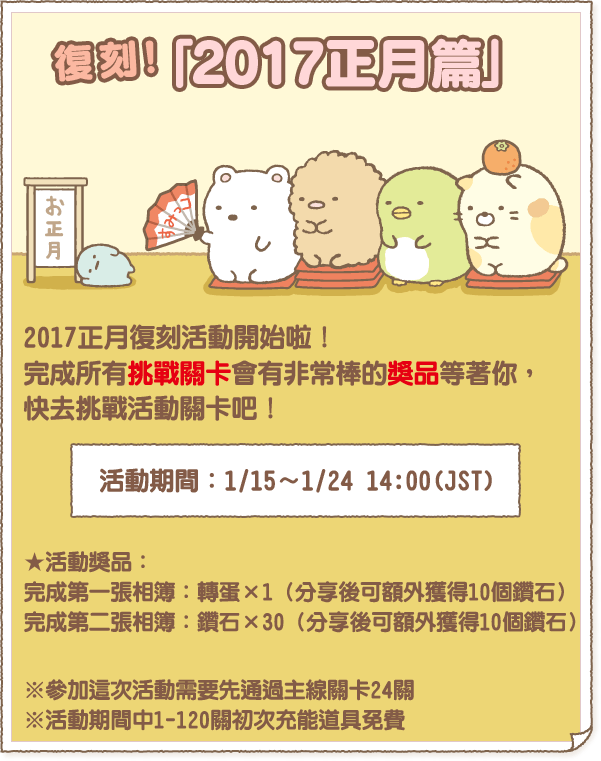 復刻！「2017正月篇」
お正月
すみっコ
2017正月復刻活動開始啦！
完成所有挑戰關卡會有非常棒的獎品等著你，
快去挑戰活動關卡吧！
活動期間：1/15～1/24 14:00(JST)
★活動獎品：
完成第一張相簿：轉蛋×1（分享後可額外獲得10個鑽石）
完成第二張相簿：鑽石×30（分享後可額外獲得10個鑽石）
※參加這次活動需要先通過主線關卡24關
※活動期間中1-120關初次充能道具免費